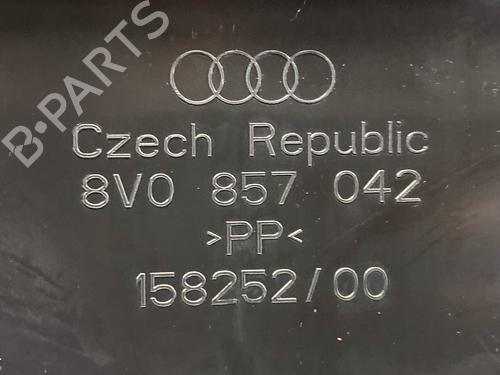 B-PARTS
Czech Republic
8V0 857 042
>PP<
158252/00